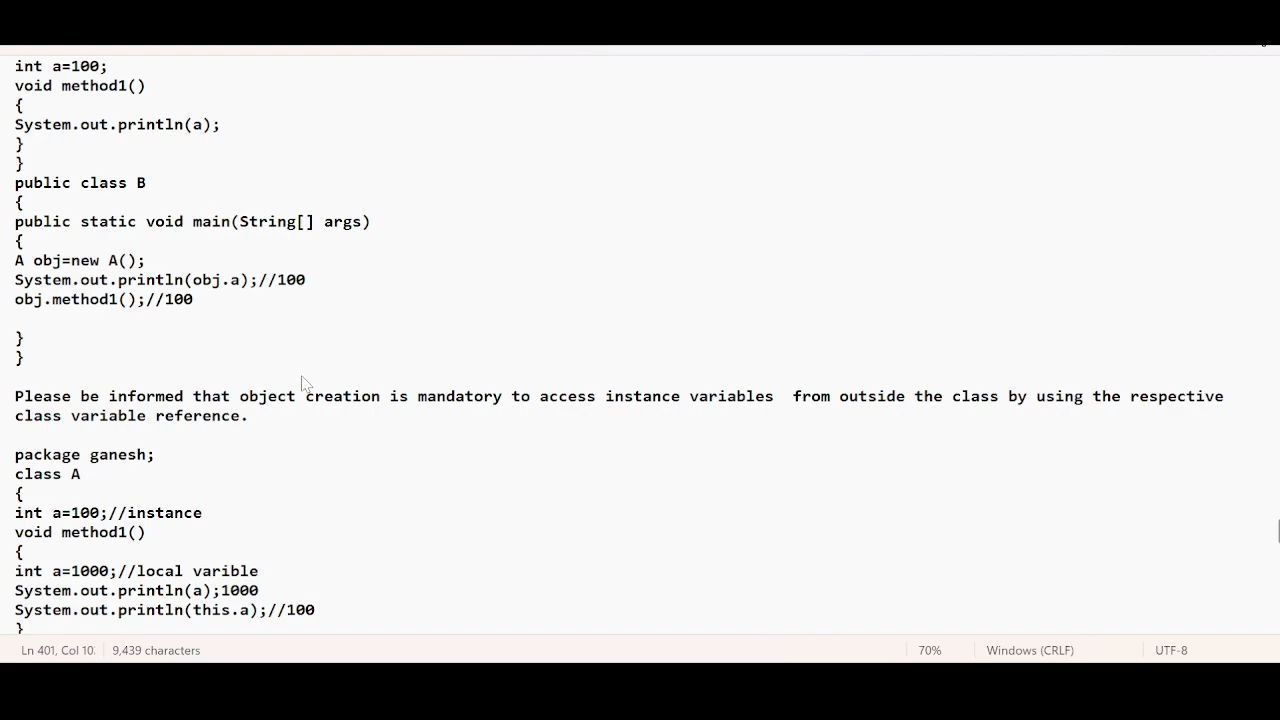 int a=100;
void method1()
{
System.out.println(a);
}
}
public class B
{
public static void main(String[] args)
{
A obj=new A();
System.out.println(obj.a);//100
obj.method1();//100
}
}
Please be informed that object creation is mandatory to access instance variables  from outside the class by using the respective
class variable reference.
package ganesh;
class A
{
int a=100;//instance
void method1()
{
int a=1000;//local varible
System.out.println(a);1000
System.out.println(this.a);//100
}
Ln 401, Col 10 9,439 characters 70% Windows (CRLF) UTF-8